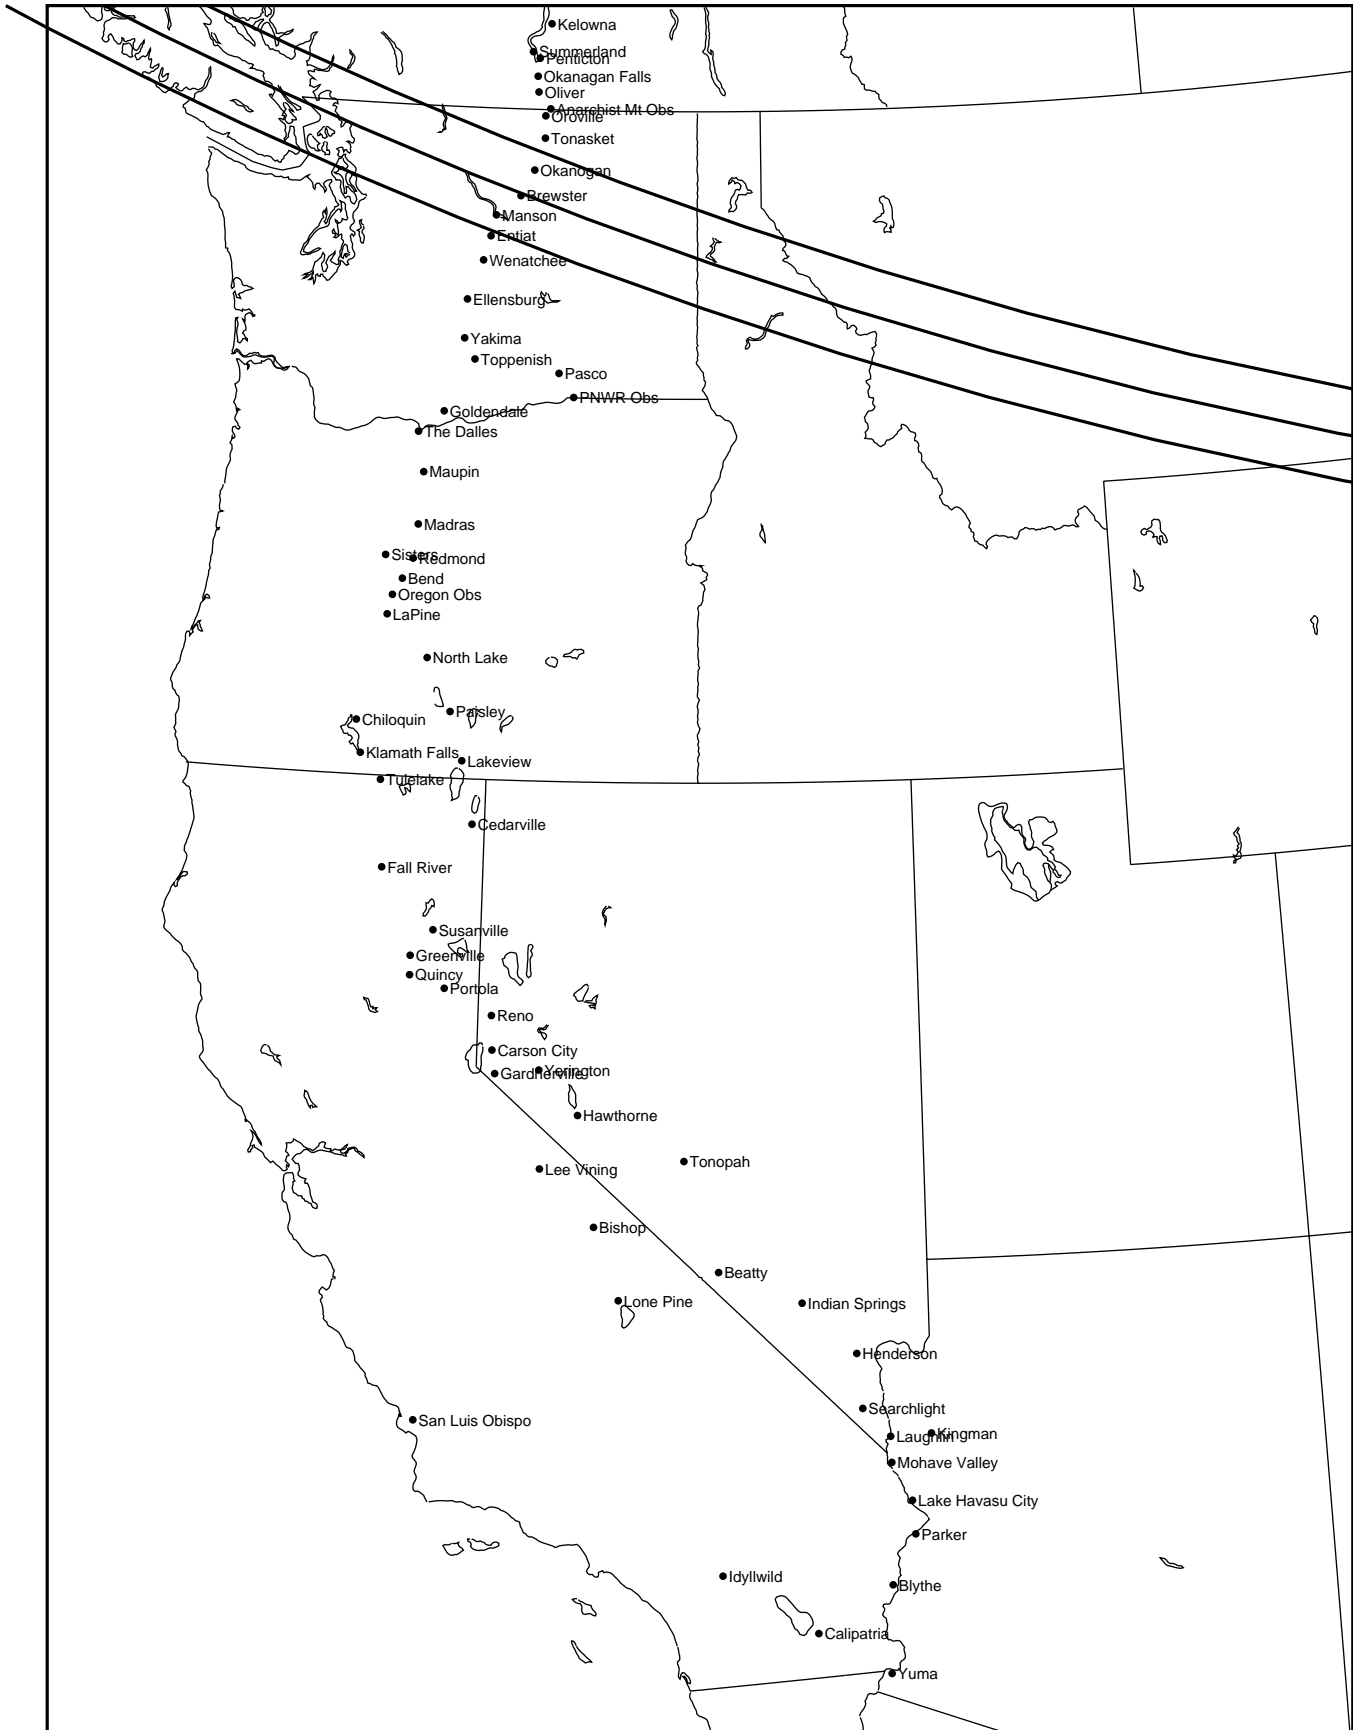 Kelowna
Summerland
Penticton
Okanagan Falls
Oliver
Anarchist Mt Obs
Oroville
Tonasket
Okanogan
Brewster
Manson
Entiat
Wenatchee
Ellensburg
Yakima
Toppenish
Pasco
PNWR Obs
Goldendale
The Dalles
Maupin
Madras
Sisters
Redmond
Bend
Oregon Obs
LaPine
North Lake
Paisley
Chiloquin
Klamath Falls
Lakeview
Tulelake
Cedarville
Fall River
Susanville
Greenville
Quincy
Portola
Reno
Carson City
Yerington
Gardnerville
Hawthorne
Tonopah
Lee Vining
Bishop
Beatty
Lone Pine
Indian Springs
Henderson
Searchlight
San Luis Obispo
Kingman
Laughlin
Mohave Valley
Lake Havasu City
Parker
Idyllwild
Blythe
Calipatria
Yuma